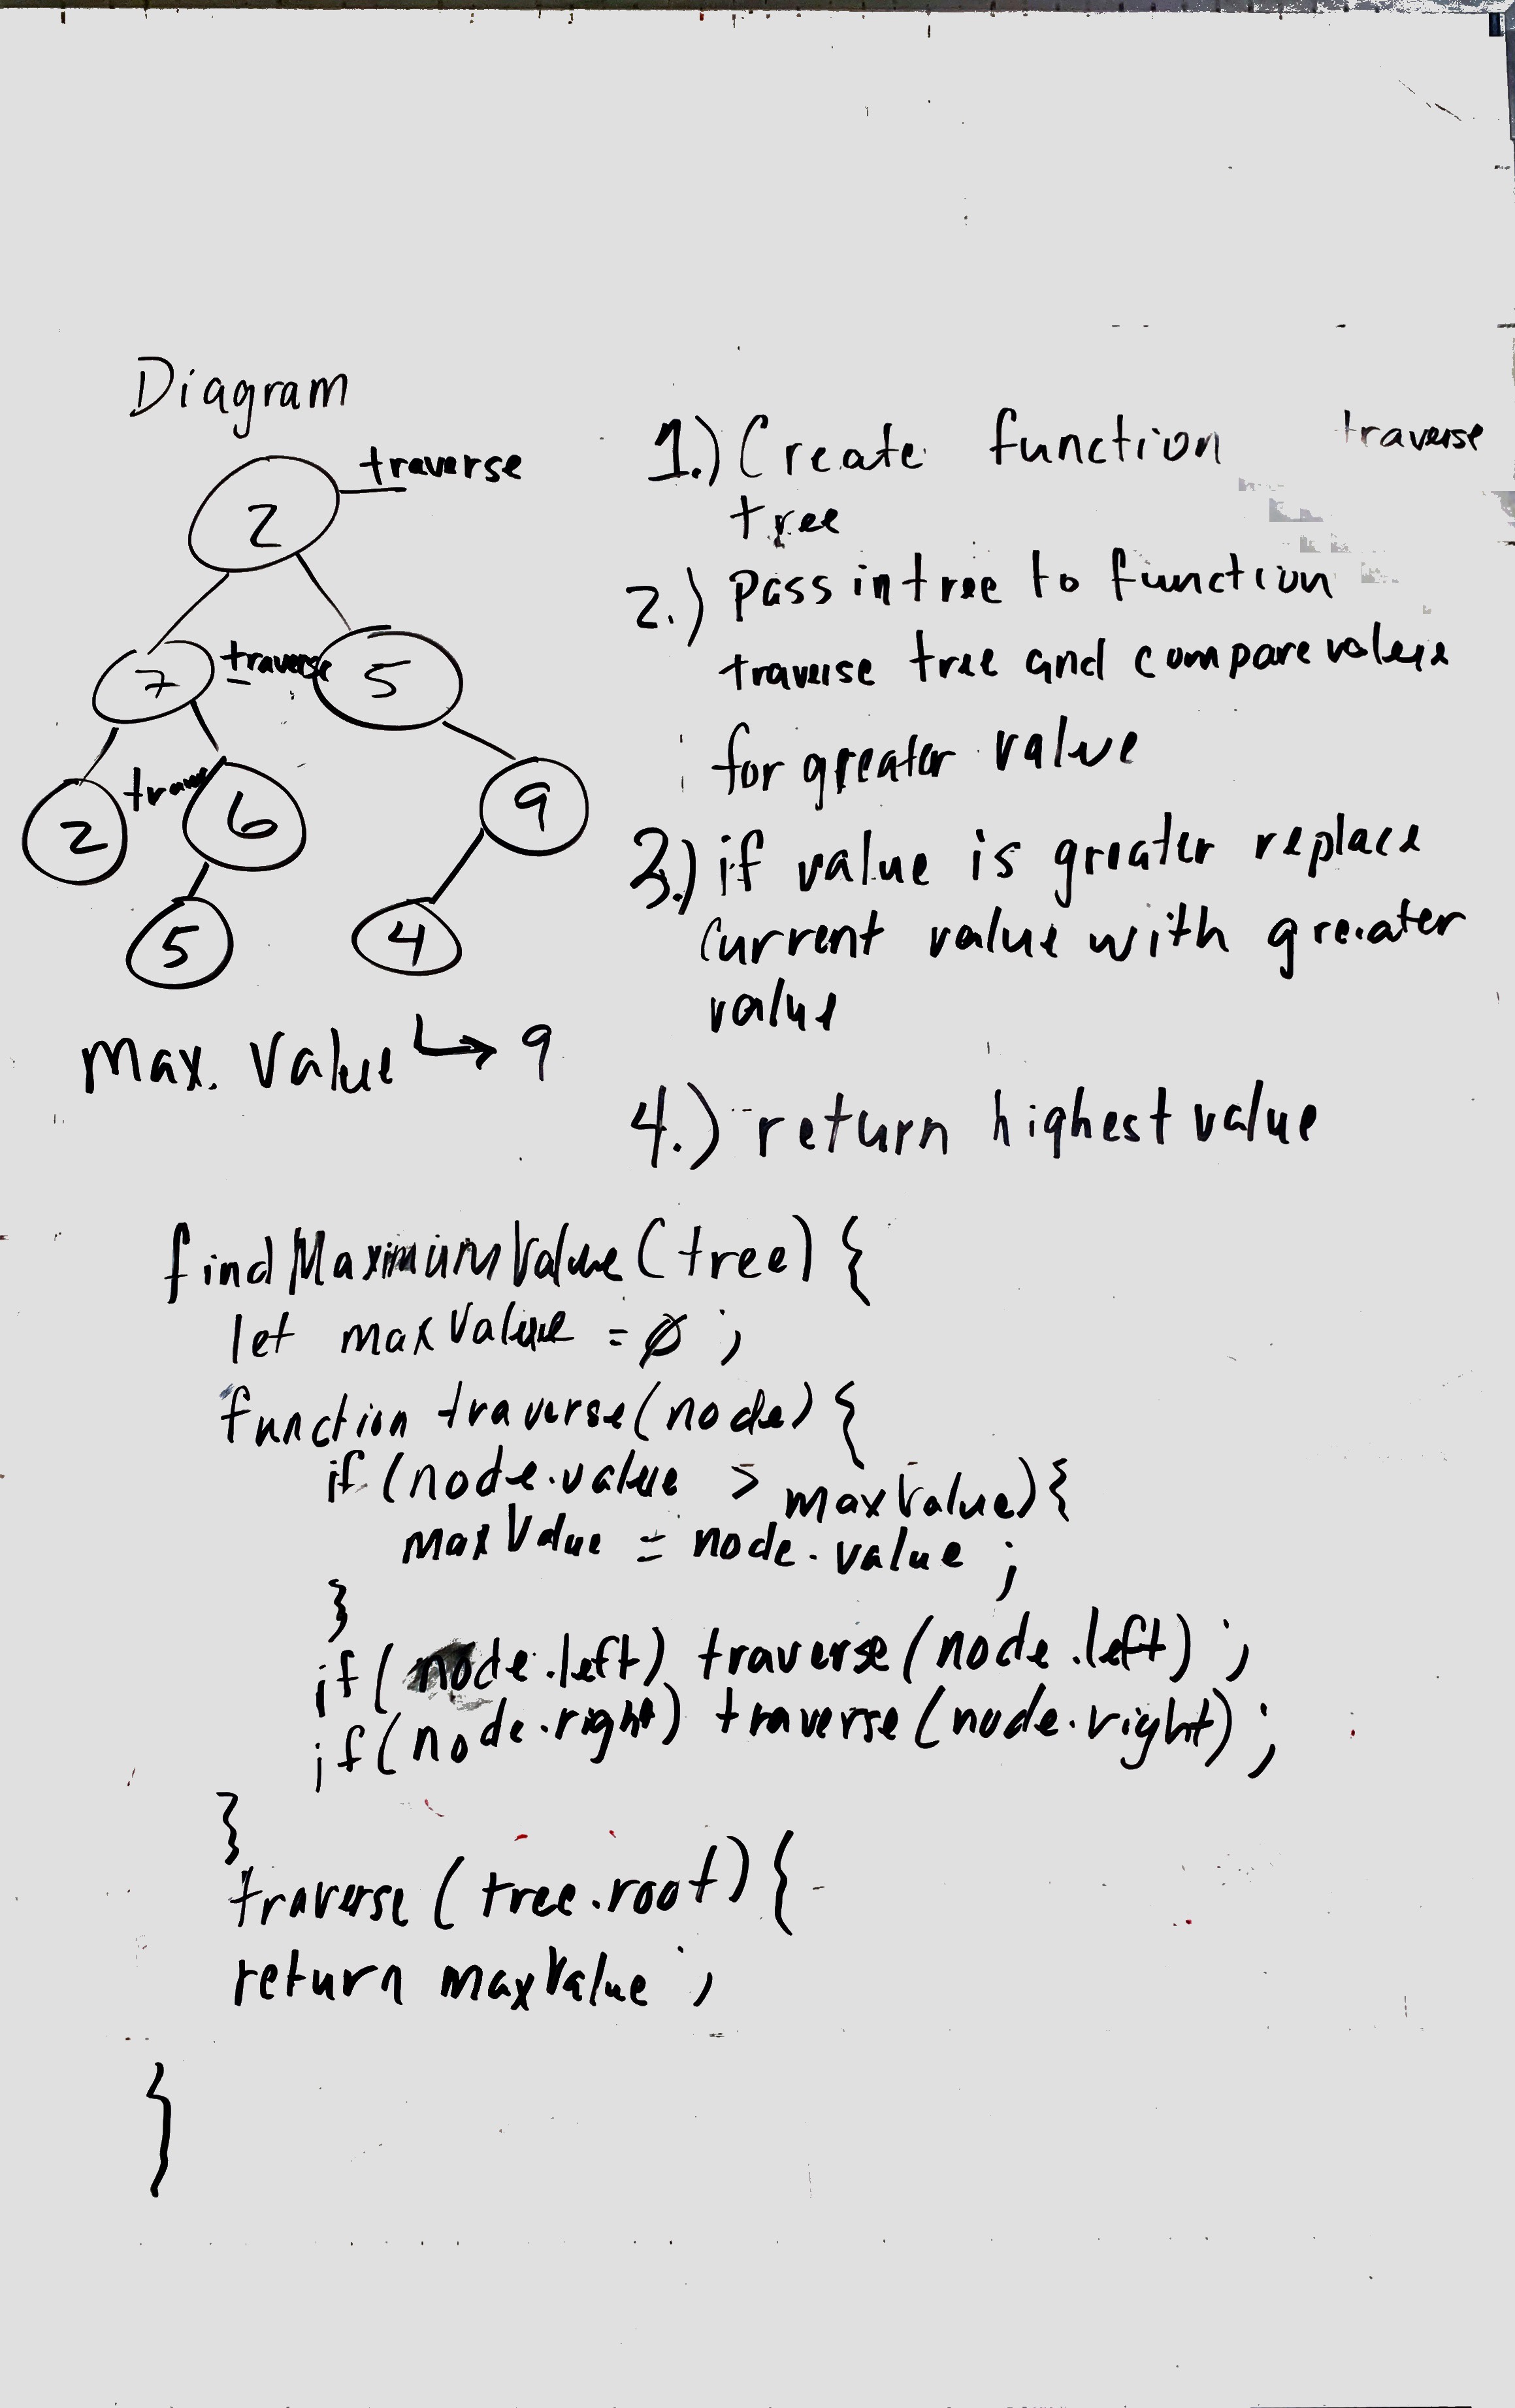 Diagram
traverse
2
7
traverse
5
2
trav
6
9
5
4
Max. Value ↳ 9
1.) Create function traverse
tree
2.) Pass in tree to function
traverse tree and compare values
for greater value
3.) if value is greater replace
current value with greater
value
4.) return highest value
findMaximumValue(tree) {
let maxValue = 0;
function traverse(node) {
if (node.value > maxValue) {
maxValue = node.value;
}
if (node.left) traverse(node.left);
if (node.right) traverse(node.right);
}
traverse(tree.root) {
return maxValue;
}